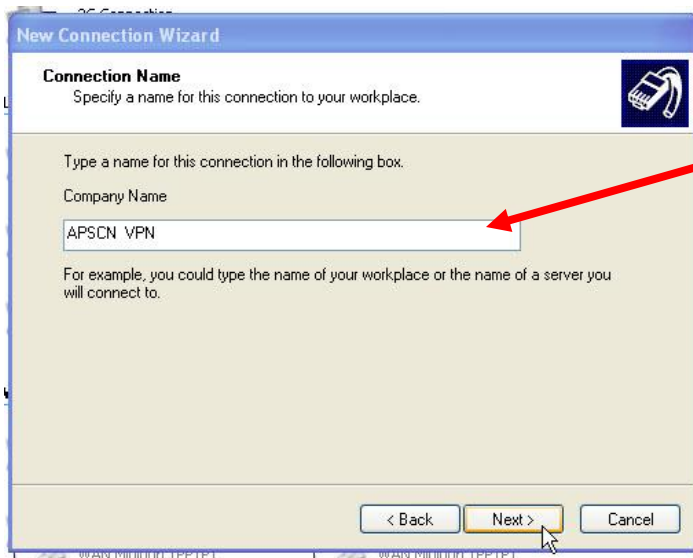 New Connection Wizard
Connection Name
Specify a name for this connection to your workplace.
Type a name for this connection in the following box.
Company Name
APSCN VPN
For example, you could type the name of your workplace or the name of a server you
will connect to.
< Back
Next >
Cancel